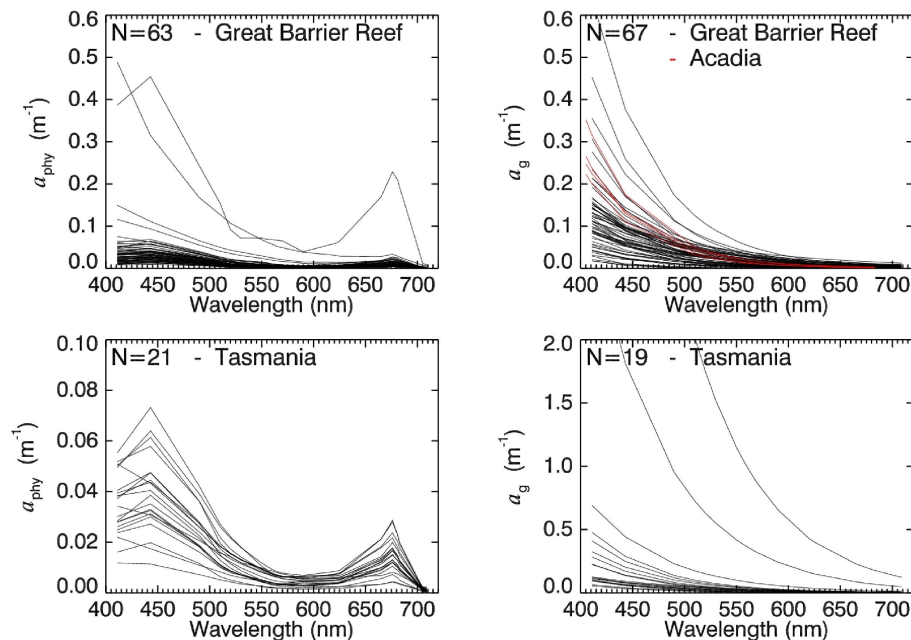 N=63 - Great Barrier Reef
0.6
0.5
0.4
0.3
0.2
0.1
0.0
a_phy (m⁻¹)
400 450 500 550 600 650 700
Wavelength (nm)
N=67 - Great Barrier Reef
- Acadia
0.6
0.5
0.4
0.3
0.2
0.1
0.0
a_g (m⁻¹)
400 450 500 550 600 650 700
Wavelength (nm)
N=21 - Tasmania
0.10
0.08
0.06
0.04
0.02
0.00
a_phy (m⁻¹)
400 450 500 550 600 650 700
Wavelength (nm)
N=19 - Tasmania
2.0
1.5
1.0
0.5
0.0
a_g (m⁻¹)
400 450 500 550 600 650 700
Wavelength (nm)